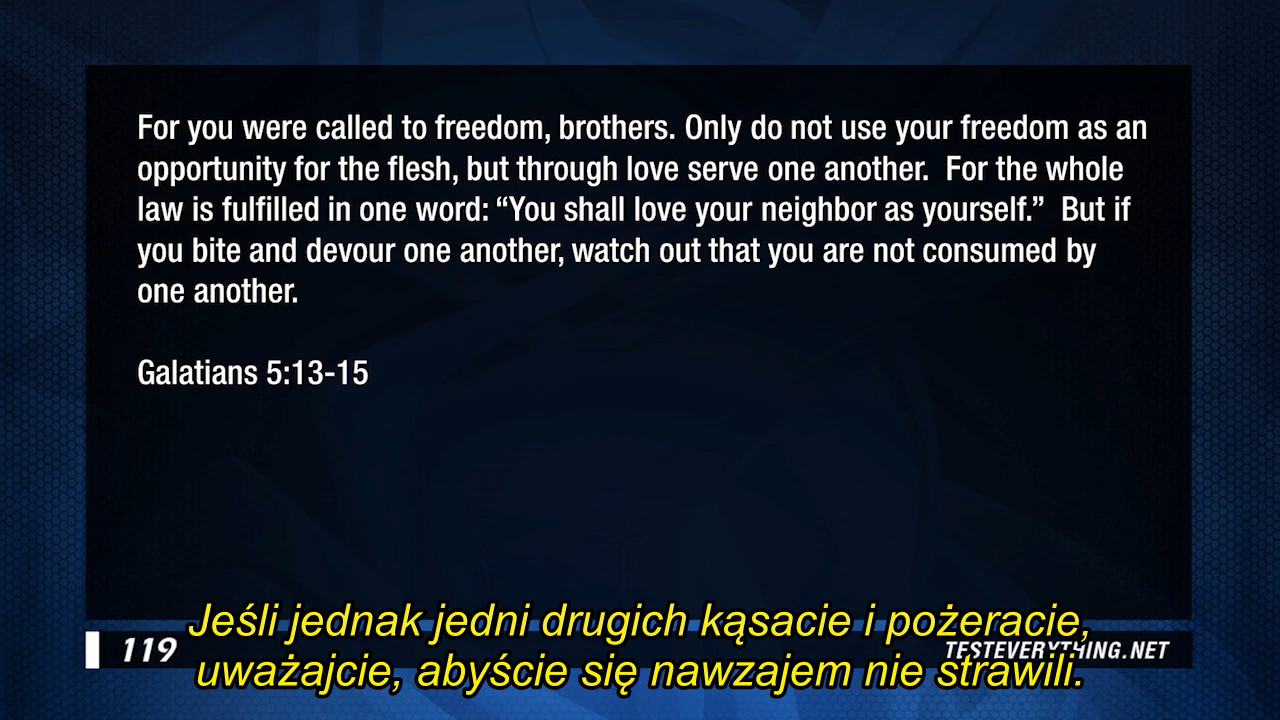 For you were called to freedom, brothers. Only do not use your freedom as an
opportunity for the flesh, but through love serve one another.  For the whole
law is fulfilled in one word: “You shall love your neighbor as yourself.”  But if
you bite and devour one another, watch out that you are not consumed by
one another.
Galatians 5:13-15
Jeśli jednak jedni drugich kąsacie i pożeracie,
119
TESTEVERYTHING.NET
uważajcie, abyście się nawzajem nie strawili.